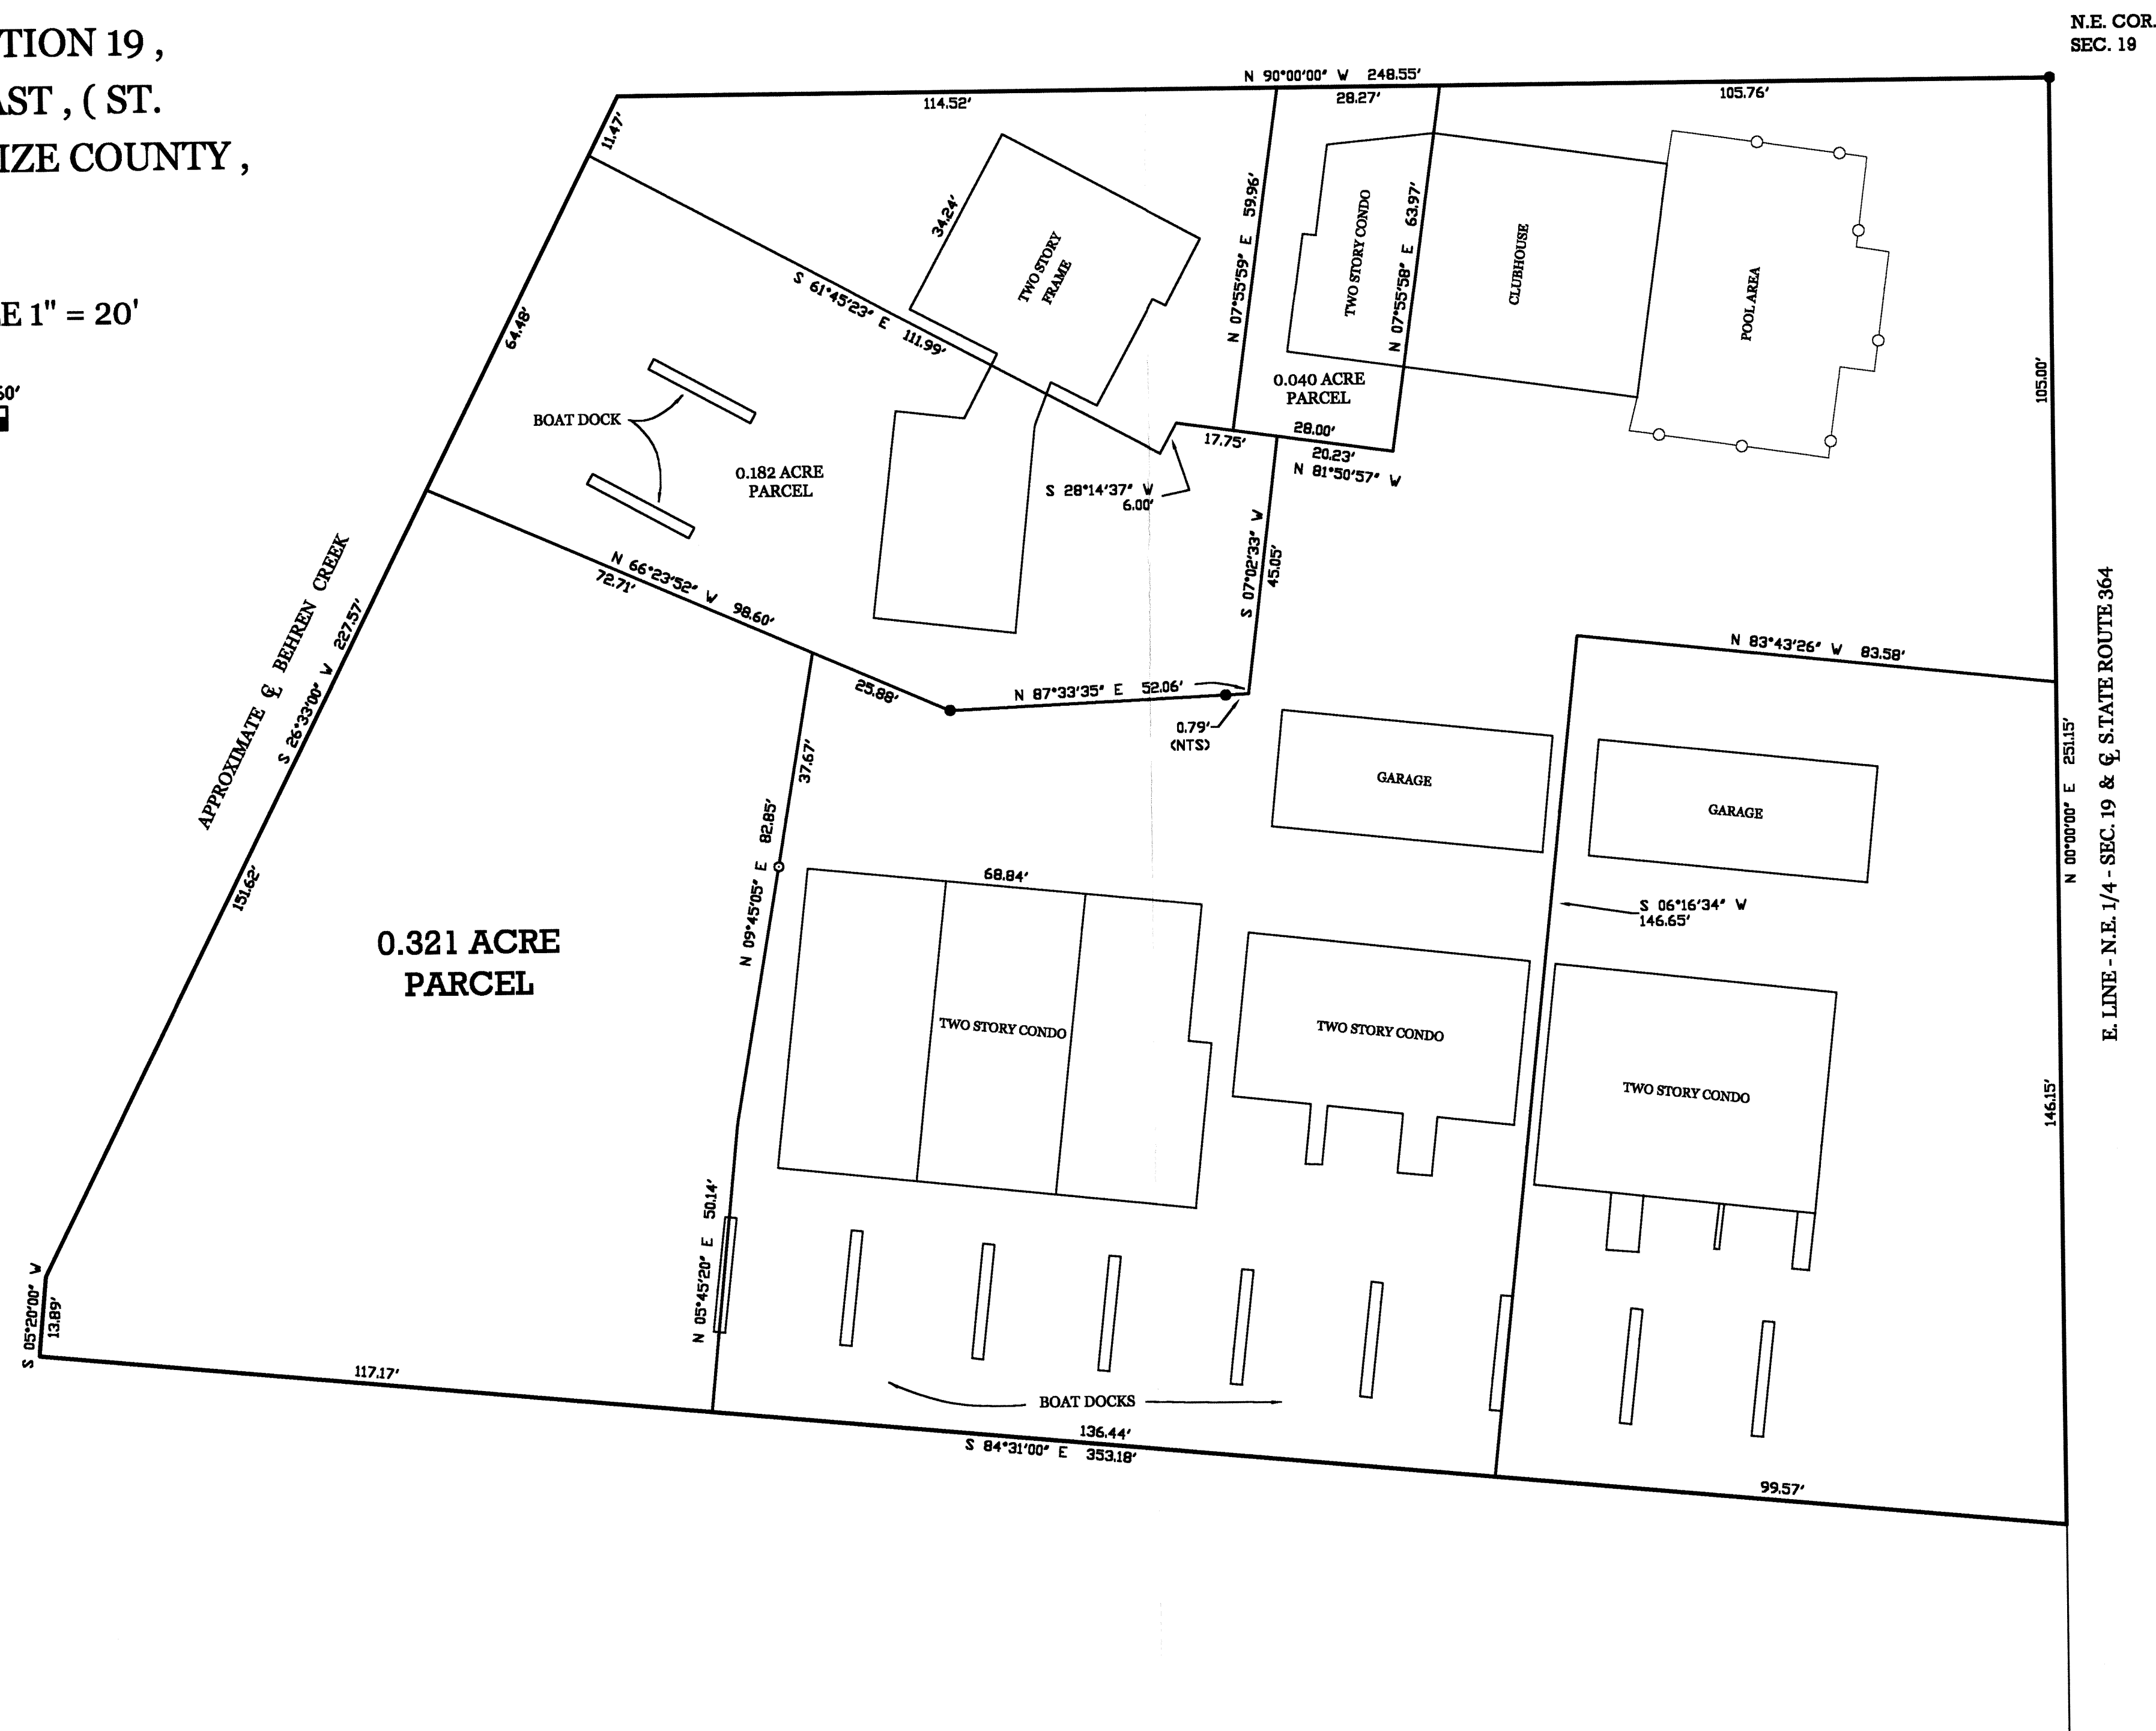 TION 19 ,
AST , ( ST.
IZE COUNTY ,
E 1" = 20'
60'
N.E. COR.
SEC. 19
N 90°00'00" W 248.55'
114.52'
28.27'
105.76'
11.47'
34.24'
TWO STORY
FRAME
N 07°55'59" E 59.96'
TWO STORY CONDO
N 07°55'58" E 63.97'
CLUBHOUSE
POOL AREA
S 61°45'23" E 111.99'
64.48'
105.00'
0.040 ACRE
PARCEL
BOAT DOCK
17.75'
28.00'
20.23'
N 81°50'57" W
0.182 ACRE
PARCEL
S 28°14'37" W
6.00'
S 07°02'33" W
45.05'
N 66°23'52" W 98.60'
72.71'
25.88'
N 87°33'35" E 52.06'
0.79'
(NTS)
APPROXIMATE ℄ BEHREN CREEK
S 26°33'00" W 227.57'
N 83°43'26" W 83.58'
E. LINE - N.E. 1/4 - SEC. 19 & ℄ S.TATE ROUTE 364
N 00°00'00" E 251.15'
37.67'
N 09°45'05" E 82.85'
GARAGE
GARAGE
151.62'
68.84'
S 06°16'34" W
146.65'
0.321 ACRE
PARCEL
TWO STORY CONDO
TWO STORY CONDO
TWO STORY CONDO
146.15'
N 05°45'20" E 50.14'
S 05°20'00" W
13.89'
117.17'
BOAT DOCKS
136.44'
S 84°31'00" E 353.18'
99.57'